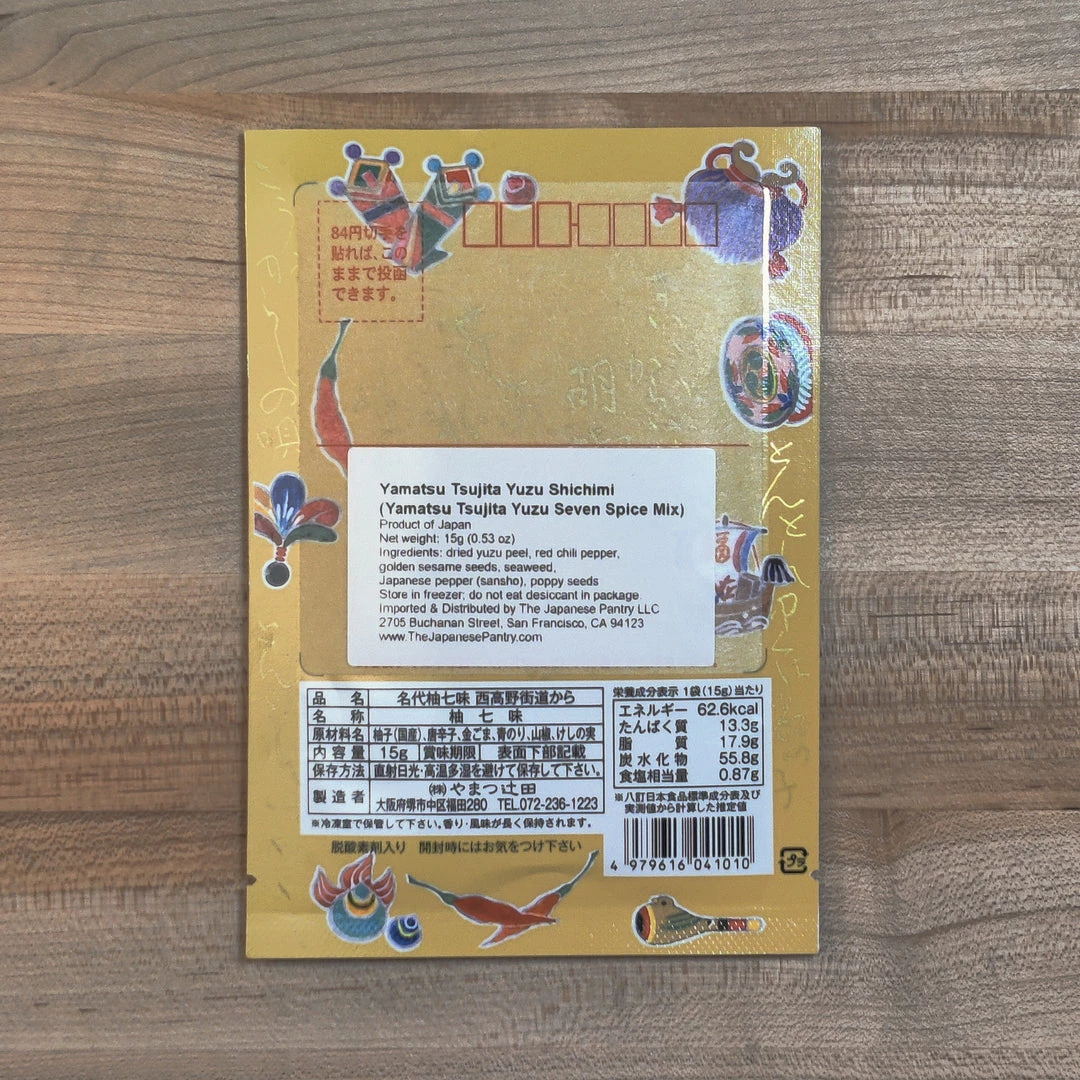 84円切手を
貼れば、この
ままで投函
できます。
Yamatsu Tsujita Yuzu Shichimi
(Yamatsu Tsujita Yuzu Seven Spice Mix)
Product of Japan
Net weight: 15g (0.53 oz)
Ingredients: dried yuzu peel, red chili pepper,
golden sesame seeds, seaweed,
Japanese pepper (sansho), poppy seeds
Store in freezer; do not eat desiccant in package.
Imported & Distributed by The Japanese Pantry LLC
2705 Buchanan Street, San Francisco, CA 94123
www.TheJapanesePantry.com
品名 名代柚七味 西高野街道から
名称 柚七味
原材料名 柚子(国産)、唐辛子、金ごま、青のり、山椒、けしの実
内容量 15g 賞味期限 表面下部記載
保存方法 直射日光・高温多湿を避けて保存して下さい。
製造者 (株)やまつ辻田
大阪府堺市中区福田280 TEL.072-236-1223
※冷凍室で保管して下さい。香り・風味が長く保持されます。
栄養成分表示 1袋(15g)当たり
エネルギー 62.6kcal
たんぱく質 13.3g
脂質 17.9g
炭水化物 55.8g
食塩相当量 0.87g
※八訂日本食品標準成分表及び
実測値から計算した推定値
4 979616 041010
プラ
脱酸素剤入り 開封時にはお気をつけ下さい